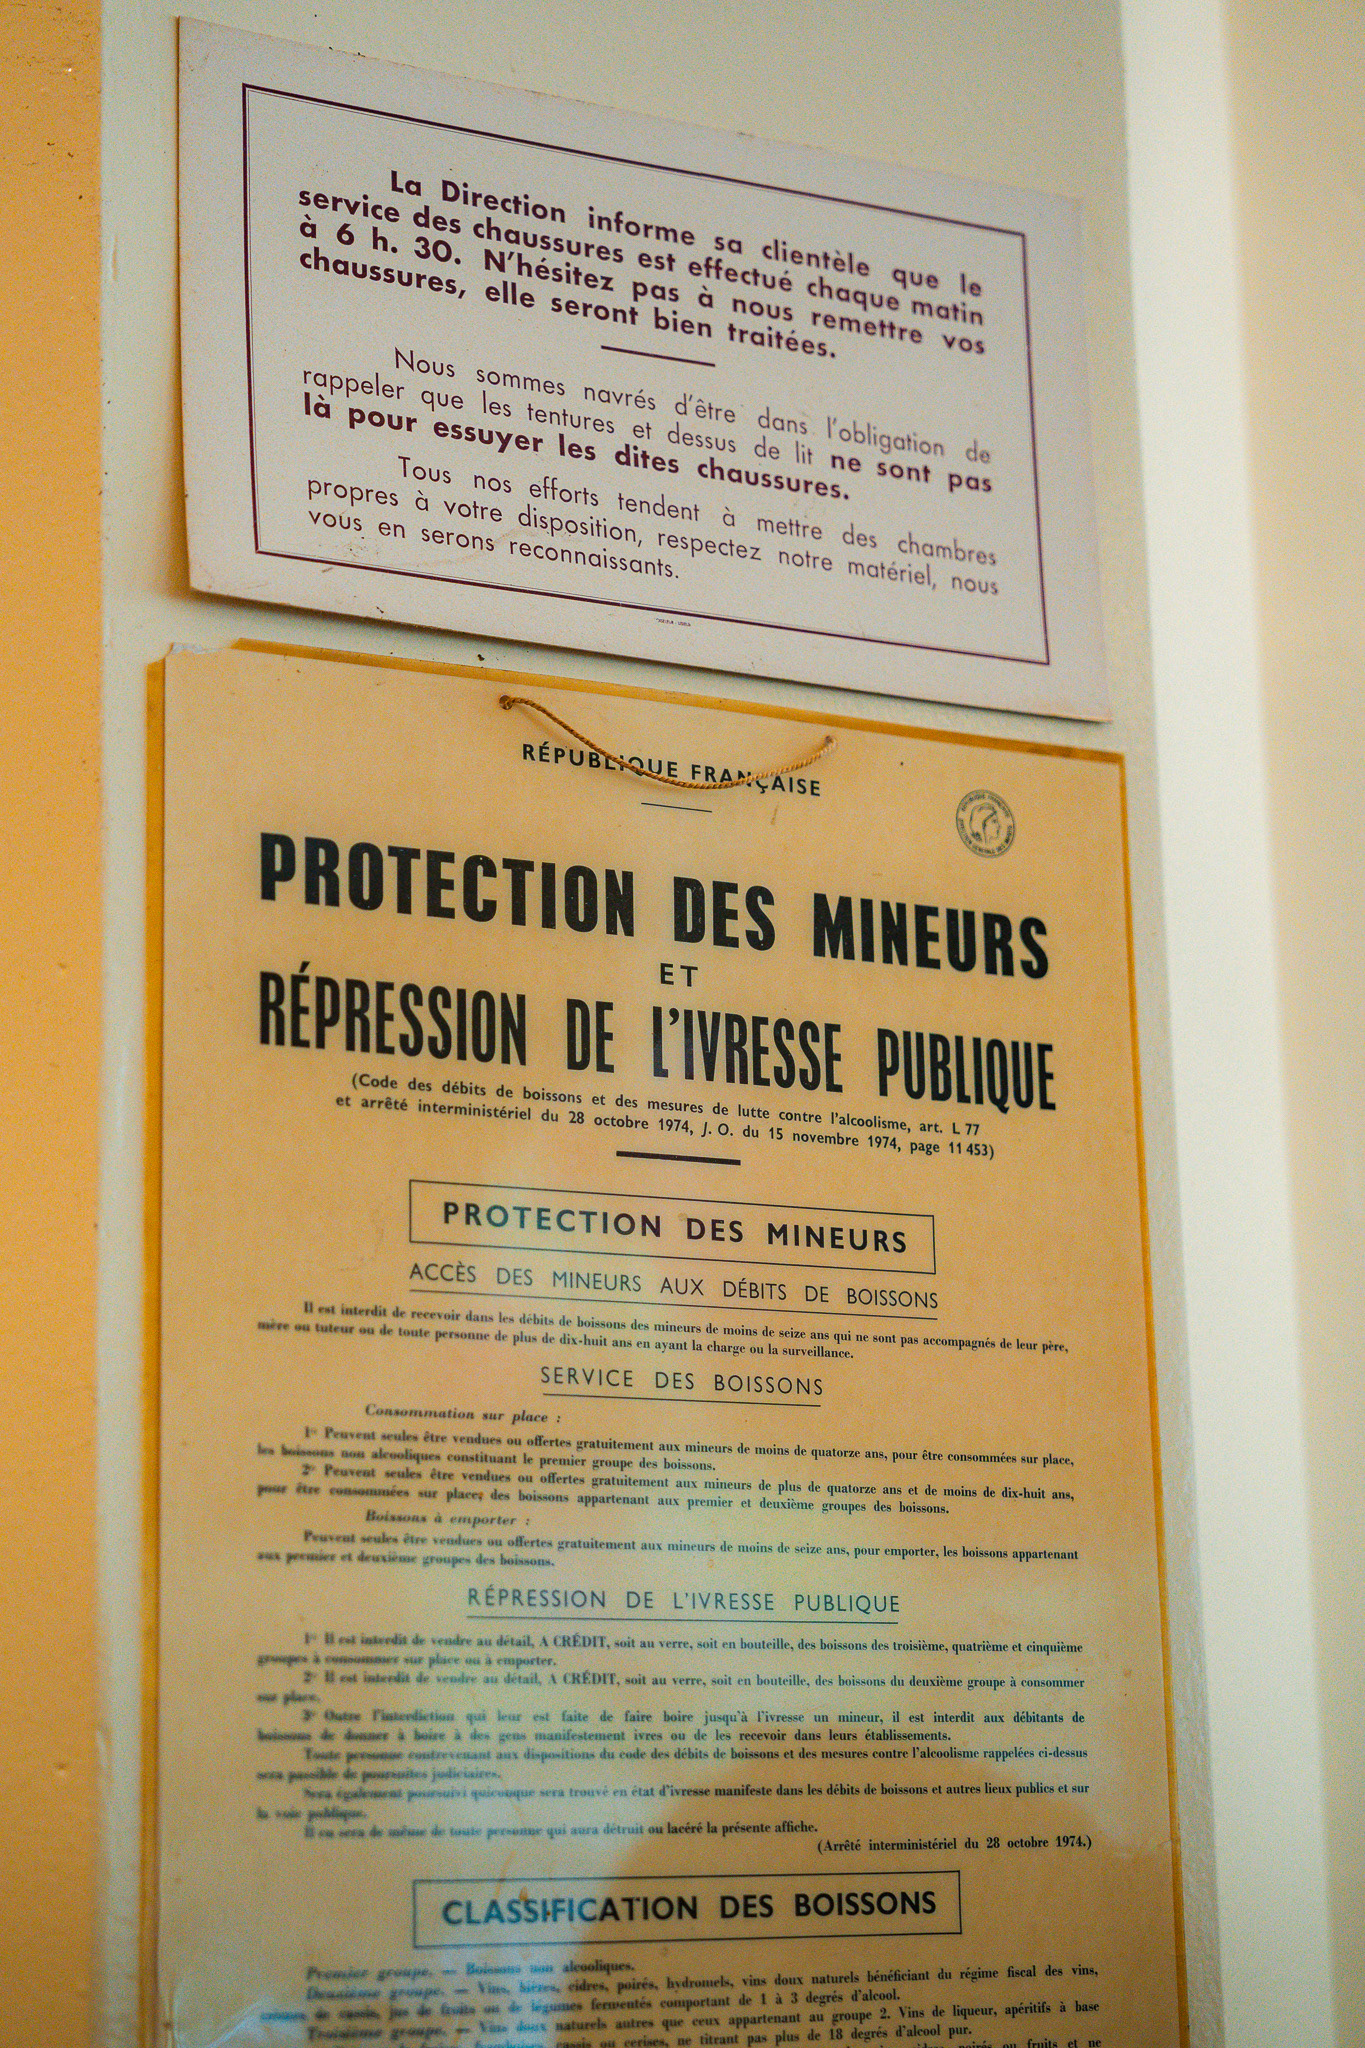 La Direction informe sa clientèle que le
service des chaussures est effectué chaque matin
à 6 h. 30. N'hésitez pas à nous remettre vos
chaussures, elle seront bien traitées.
Nous sommes navrés d'être dans l'obligation de
rappeler que les tentures et dessus de lit ne sont pas
là pour essuyer les dites chaussures.
Tous nos efforts tendent à mettre des chambres
propres à votre disposition, respectez notre matériel, nous
vous en serons reconnaissants.
RÉPUBLIQUE FRANÇAISE
PROTECTION DES MINEURS
ET
RÉPRESSION DE L'IVRESSE PUBLIQUE
(Code des débits de boissons et des mesures de lutte contre l'alcoolisme, art. L 77
et arrêté interministériel du 28 octobre 1974, J. O. du 15 novembre 1974, page 11 453)
PROTECTION DES MINEURS
ACCÈS DES MINEURS AUX DÉBITS DE BOISSONS
Il est interdit de recevoir dans les débits de boissons des mineurs de moins de seize ans qui ne sont pas accompagnés de leur père,
mère ou tuteur ou de toute personne de plus de dix-huit ans en ayant la charge ou la surveillance.
SERVICE DES BOISSONS
Consommation sur place :
1° Peuvent seules être vendues ou offertes gratuitement aux mineurs de moins de quatorze ans, pour être consommées sur place,
les boissons non alcooliques constituant le premier groupe des boissons.
2° Peuvent seules être vendues ou offertes gratuitement aux mineurs de plus de quatorze ans et de moins de dix-huit ans,
pour être consommées sur place, des boissons appartenant aux premier et deuxième groupes des boissons.
Boissons à emporter :
Peuvent seules être vendues ou offertes gratuitement aux mineurs de moins de seize ans, pour emporter, les boissons appartenant
aux premier et deuxième groupes des boissons.
RÉPRESSION DE L'IVRESSE PUBLIQUE
1° Il est interdit de vendre au détail, A CRÉDIT, soit au verre, soit en bouteille, des boissons des troisième, quatrième et cinquième
groupes à consommer sur place ou à emporter.
2° Il est interdit de vendre au détail, A CRÉDIT, soit au verre, soit en bouteille, des boissons du deuxième groupe à consommer
sur place.
3° Outre l'interdiction qui leur est faite de faire boire jusqu'à l'ivresse un mineur, il est interdit aux débitants de
boissons de donner à boire à des gens manifestement ivres ou de les recevoir dans leurs établissements.
Toute personne contrevenant aux dispositions du code des débits de boissons et des mesures contre l'alcoolisme rappelées ci-dessus
sera passible de poursuites judiciaires.
Sera également poursuivi quiconque sera trouvé en état d'ivresse manifeste dans les débits de boissons et autres lieux publics et sur
la voie publique.
Il en sera de même de toute personne qui aura détruit ou lacéré la présente affiche.
(Arrêté interministériel du 28 octobre 1974.)
CLASSIFICATION DES BOISSONS
Premier groupe. — Boissons non alcooliques.
Deuxième groupe. — Vins, bières, cidres, poirés, hydromels, vins doux naturels bénéficiant du régime fiscal des vins,
crèmes de cassis, jus de fruits ou de légumes fermentés comportant de 1 à 3 degrés d'alcool.
Troisième groupe. — Vins doux naturels autres que ceux appartenant au groupe 2. Vins de liqueur, apéritifs à base
cassis ou cerises, ne titrant pas plus de 18 degrés d'alcool pur.
ou fruits et ne